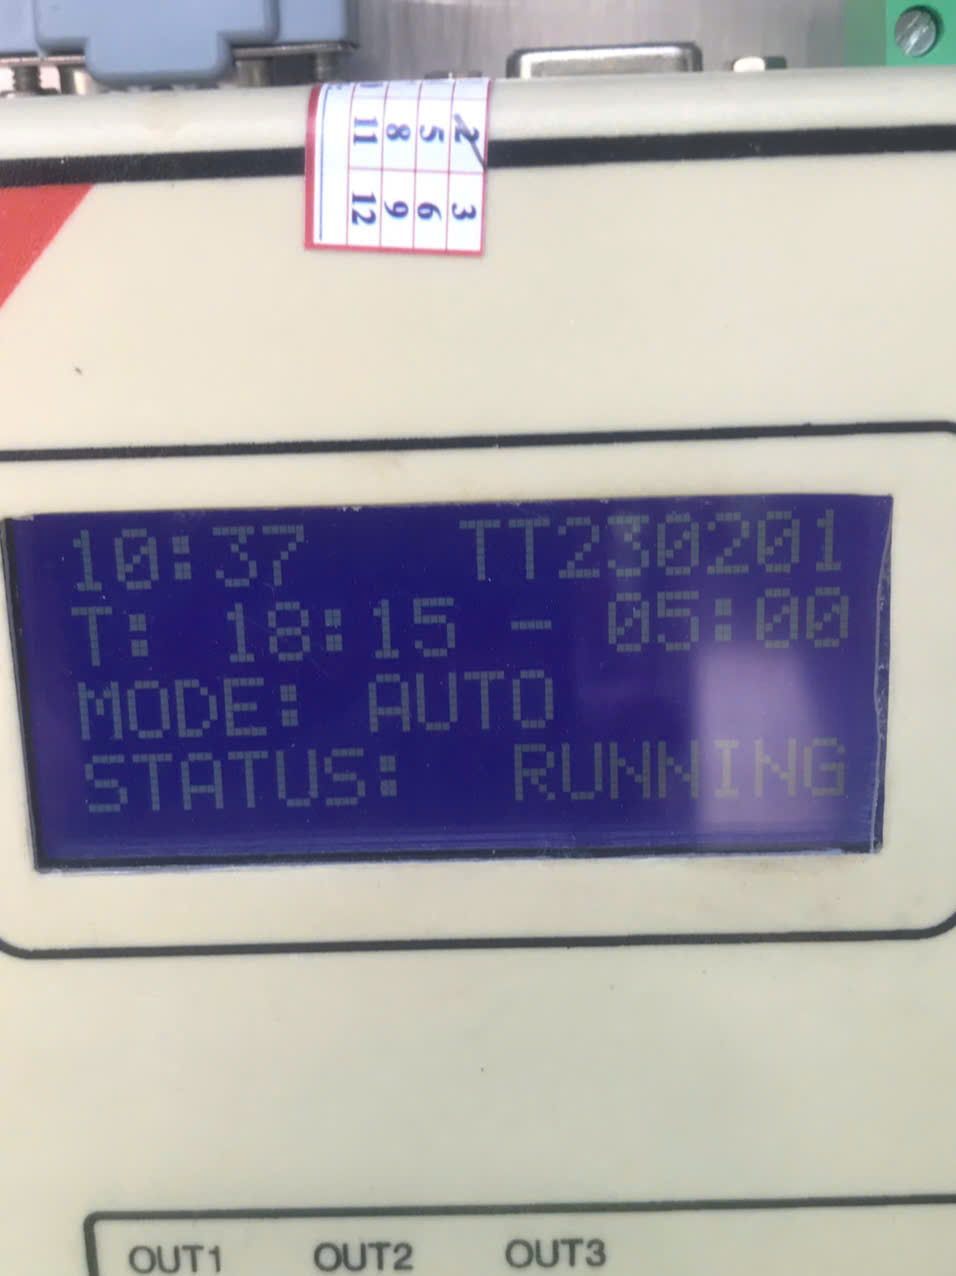 2 5 8 11
3 6 9 12
10:37 TT230201
T: 18:15 - 05:00
MODE: AUTO
STATUS: RUNNING
OUT1 OUT2 OUT3